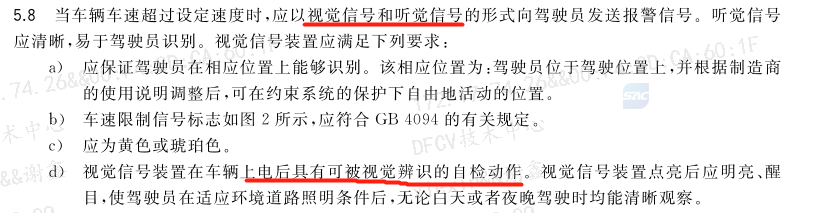 5.8 当车辆车速超过设定速度时,应以视觉信号和听觉信号的形式向驾驶员发送报警信号。听觉信号
应清晰,易于驾驶员识别。视觉信号装置应满足下列要求:
a) 应保证驾驶员在相应位置上能够识别。该相应位置为:驾驶员位于驾驶位置上,并根据制造商
的使用说明调整后,可在约束系统的保护下自由地活动的位置。
b) 车速限制信号标志如图 2 所示,应符合 GB 4094 的有关规定。
c) 应为黄色或琥珀色。
d) 视觉信号装置在车辆上电后具有可被视觉辨识的自检动作。视觉信号装置点亮后应明亮、醒
目,使驾驶员在适应环境道路照明条件后,无论白天或者夜晚驾驶时均能清晰观察。
SAC
DFCV技术中心